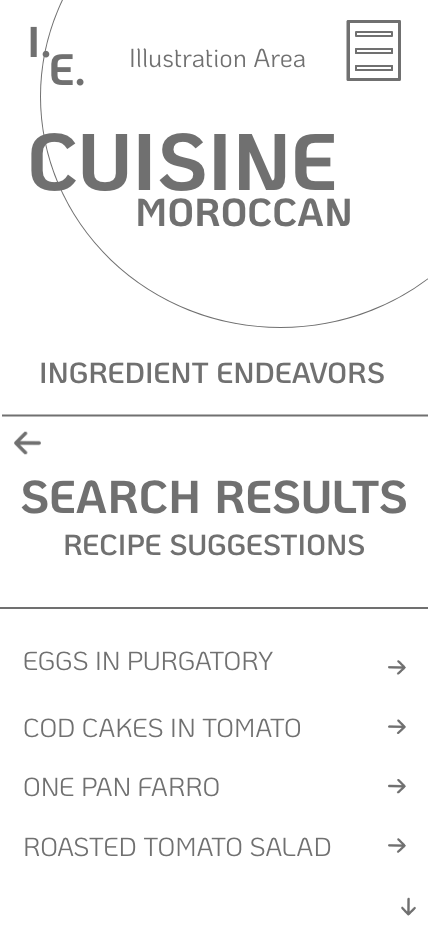 I.
E.
Illustration Area
CUISINE
MOROCCAN
INGREDIENT ENDEAVORS
SEARCH RESULTS
RECIPE SUGGESTIONS
EGGS IN PURGATORY
COD CAKES IN TOMATO
ONE PAN FARRO
ROASTED TOMATO SALAD